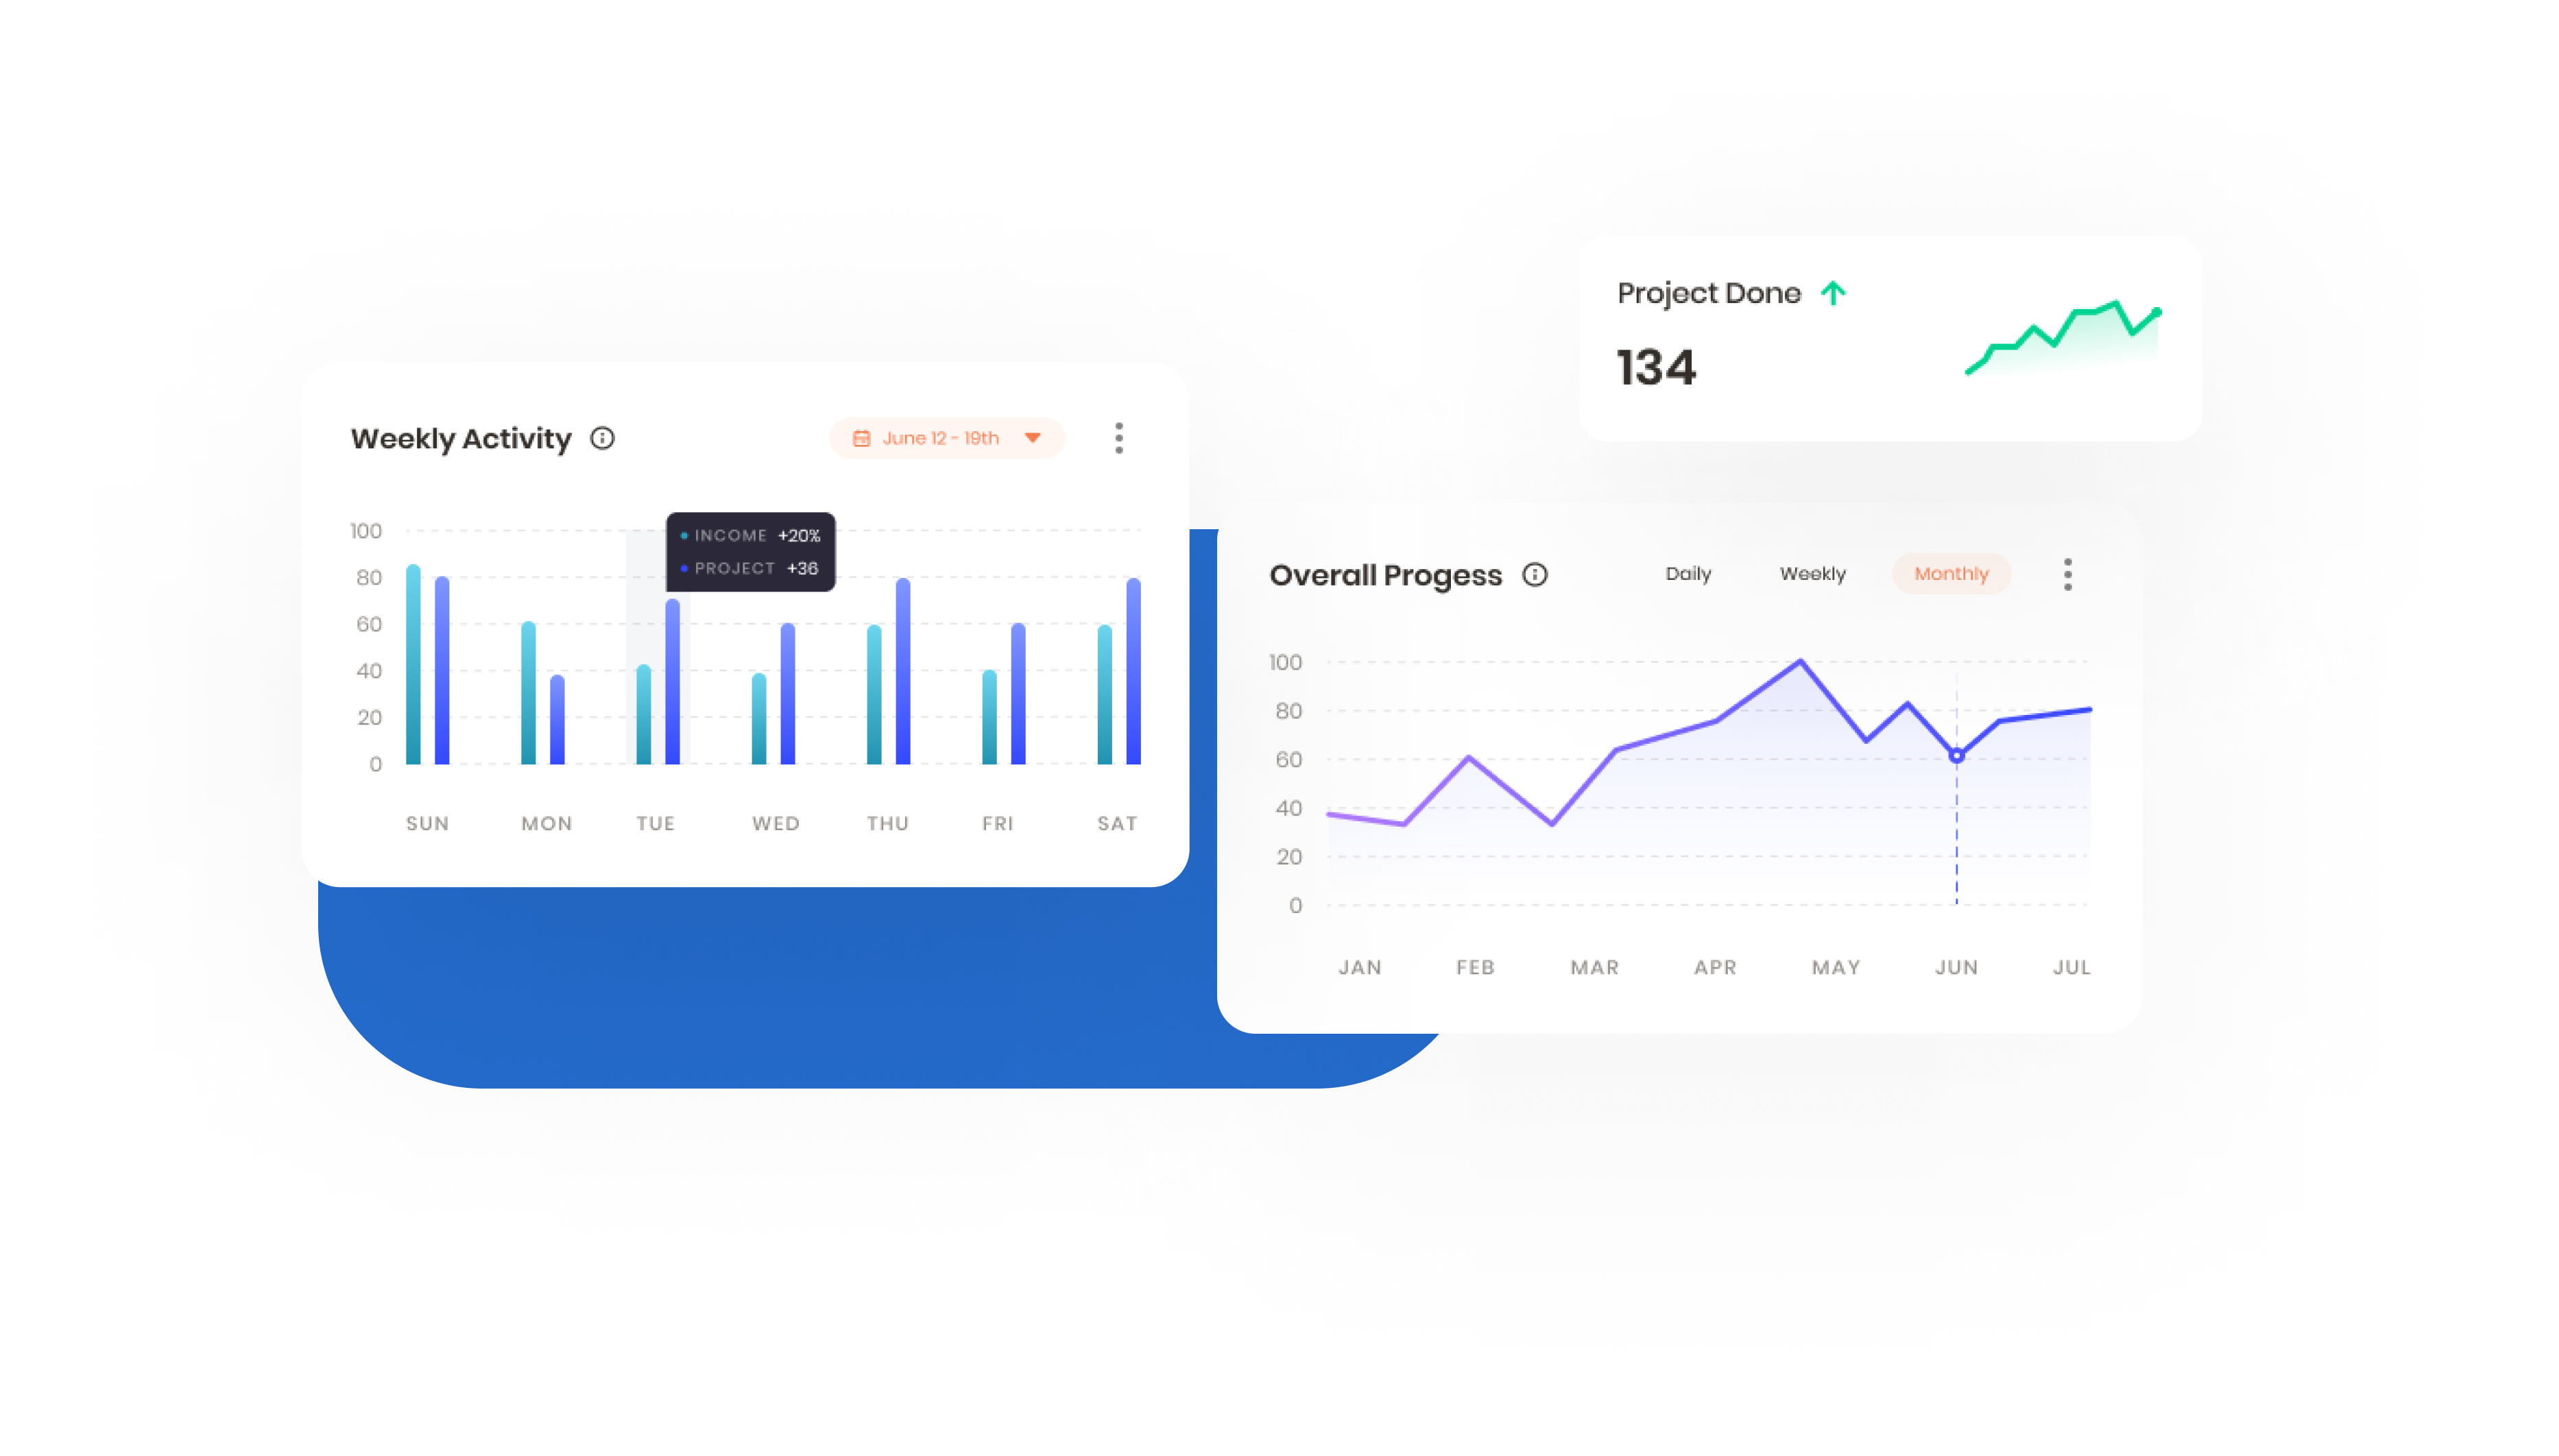 Project Done
134
Weekly Activity
June 12 - 19th
INCOME +20%
PROJECT +36
100
80
60
40
20
0
SUN MON TUE WED THU FRI SAT
Overall Progess
Daily Weekly Monthly
100
80
60
40
20
0
JAN FEB MAR APR MAY JUN JUL